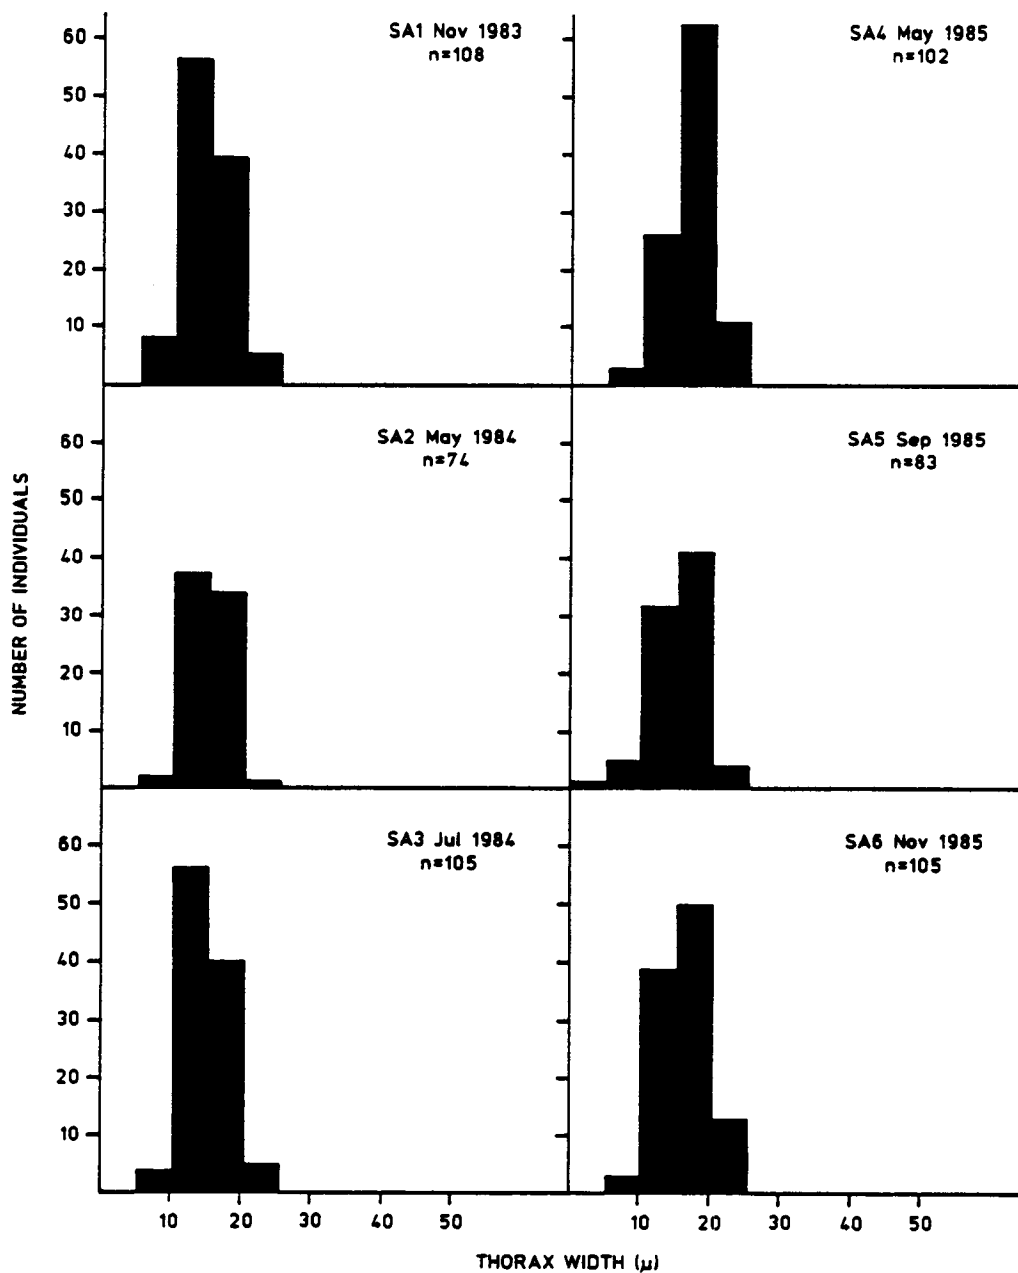 SA1 Nov 1983
n=108
60
50
40
30
20
10
SA4 May 1985
n=102
SA2 May 1984
n=74
60
50
40
30
20
10
SA5 Sep 1985
n=83
NUMBER OF INDIVIDUALS
SA3 Jul 1984
n=105
60
50
40
30
20
10
SA6 Nov 1985
n=105
10 20 30 40 50
10 20 30 40 50
THORAX WIDTH (μ)